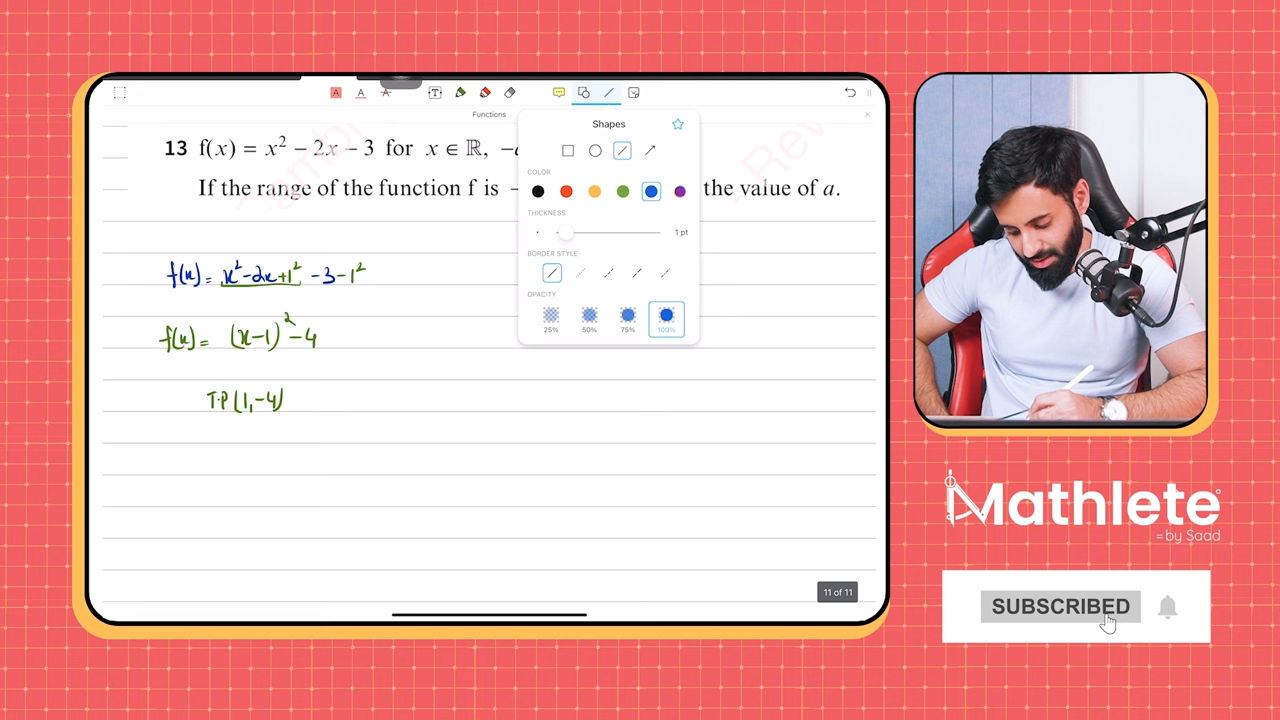 Functions
Shapes
13 f(x) = x² − 2x − 3 for x ∈ ℝ, −
If the range of the function f is − the value of a.
COLOR
THICKNESS
1 pt
BORDER STYLE
OPACITY
25% 50% 75% 100%
f(x) = x²-2x+1² -3-1²
f(x) = (x-1)² -4
T.P (1,-4)
11 of 11
Mathlete
= by Saad
SUBSCRIBED